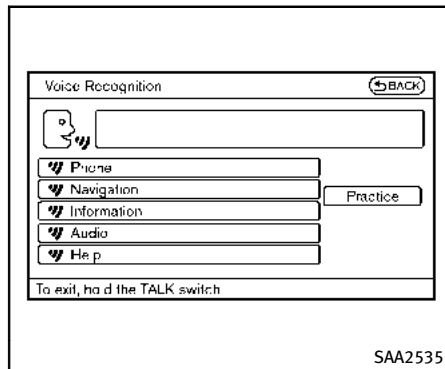 Voice Recognition
BACK
Phone
Navigation
Practice
Information
Audio
Help
To exit, hold the TALK switch
SAA2535